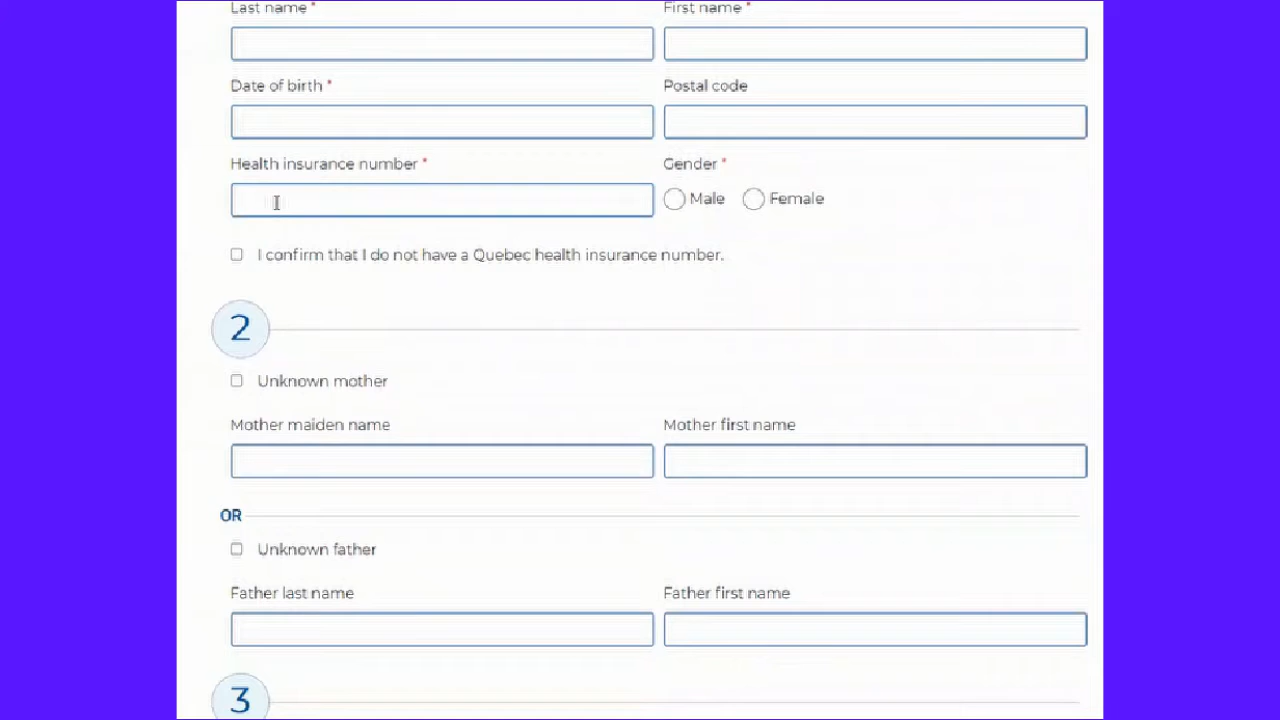 Last name * First name *
Date of birth * Postal code
Health insurance number * Gender *
Male Female
I confirm that I do not have a Quebec health insurance number.
2
Unknown mother
Mother maiden name Mother first name
OR
Unknown father
Father last name Father first name
3